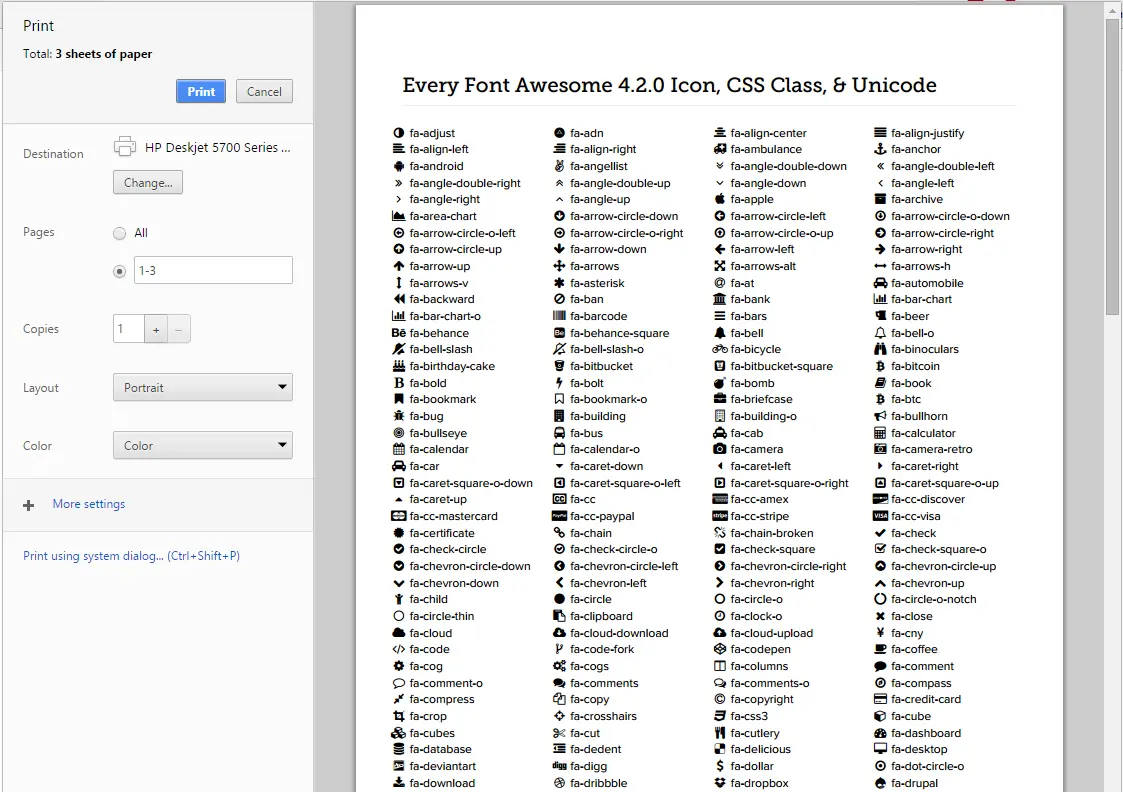 Print
Total: 3 sheets of paper
Print Cancel
Destination HP Deskjet 5700 Series ...
Change...
Pages All
1-3
Copies 1 + −
Layout Portrait
Color Color
More settings
Print using system dialog... (Ctrl+Shift+P)
Every Font Awesome 4.2.0 Icon, CSS Class, & Unicode
fa-adjust fa-adn fa-align-center fa-align-justify
fa-align-left fa-align-right fa-ambulance fa-anchor
fa-android fa-angellist fa-angle-double-down fa-angle-double-left
fa-angle-double-right fa-angle-double-up fa-angle-down fa-angle-left
fa-angle-right fa-angle-up fa-apple fa-archive
fa-area-chart fa-arrow-circle-down fa-arrow-circle-left fa-arrow-circle-o-down
fa-arrow-circle-o-left fa-arrow-circle-o-right fa-arrow-circle-o-up fa-arrow-circle-right
fa-arrow-circle-up fa-arrow-down fa-arrow-left fa-arrow-right
fa-arrow-up fa-arrows fa-arrows-alt fa-arrows-h
fa-arrows-v fa-asterisk fa-at fa-automobile
fa-backward fa-ban fa-bank fa-bar-chart
fa-bar-chart-o fa-barcode fa-bars fa-beer
fa-behance fa-behance-square fa-bell fa-bell-o
fa-bell-slash fa-bell-slash-o fa-bicycle fa-binoculars
fa-birthday-cake fa-bitbucket fa-bitbucket-square fa-bitcoin
fa-bold fa-bolt fa-bomb fa-book
fa-bookmark fa-bookmark-o fa-briefcase fa-btc
fa-bug fa-building fa-building-o fa-bullhorn
fa-bullseye fa-bus fa-cab fa-calculator
fa-calendar fa-calendar-o fa-camera fa-camera-retro
fa-car fa-caret-down fa-caret-left fa-caret-right
fa-caret-square-o-down fa-caret-square-o-left fa-caret-square-o-right fa-caret-square-o-up
fa-caret-up fa-cc fa-cc-amex fa-cc-discover
fa-cc-mastercard fa-cc-paypal fa-cc-stripe fa-cc-visa
fa-certificate fa-chain fa-chain-broken fa-check
fa-check-circle fa-check-circle-o fa-check-square fa-check-square-o
fa-chevron-circle-down fa-chevron-circle-left fa-chevron-circle-right fa-chevron-circle-up
fa-chevron-down fa-chevron-left fa-chevron-right fa-chevron-up
fa-child fa-circle fa-circle-o fa-circle-o-notch
fa-circle-thin fa-clipboard fa-clock-o fa-close
fa-cloud fa-cloud-download fa-cloud-upload fa-cny
fa-code fa-code-fork fa-codepen fa-coffee
fa-cog fa-cogs fa-columns fa-comment
fa-comment-o fa-comments fa-comments-o fa-compass
fa-compress fa-copy fa-copyright fa-credit-card
fa-crop fa-crosshairs fa-css3 fa-cube
fa-cubes fa-cut fa-cutlery fa-dashboard
fa-database fa-dedent fa-delicious fa-desktop
fa-deviantart fa-digg fa-dollar fa-dot-circle-o
fa-download fa-dribbble fa-dropbox fa-drupal